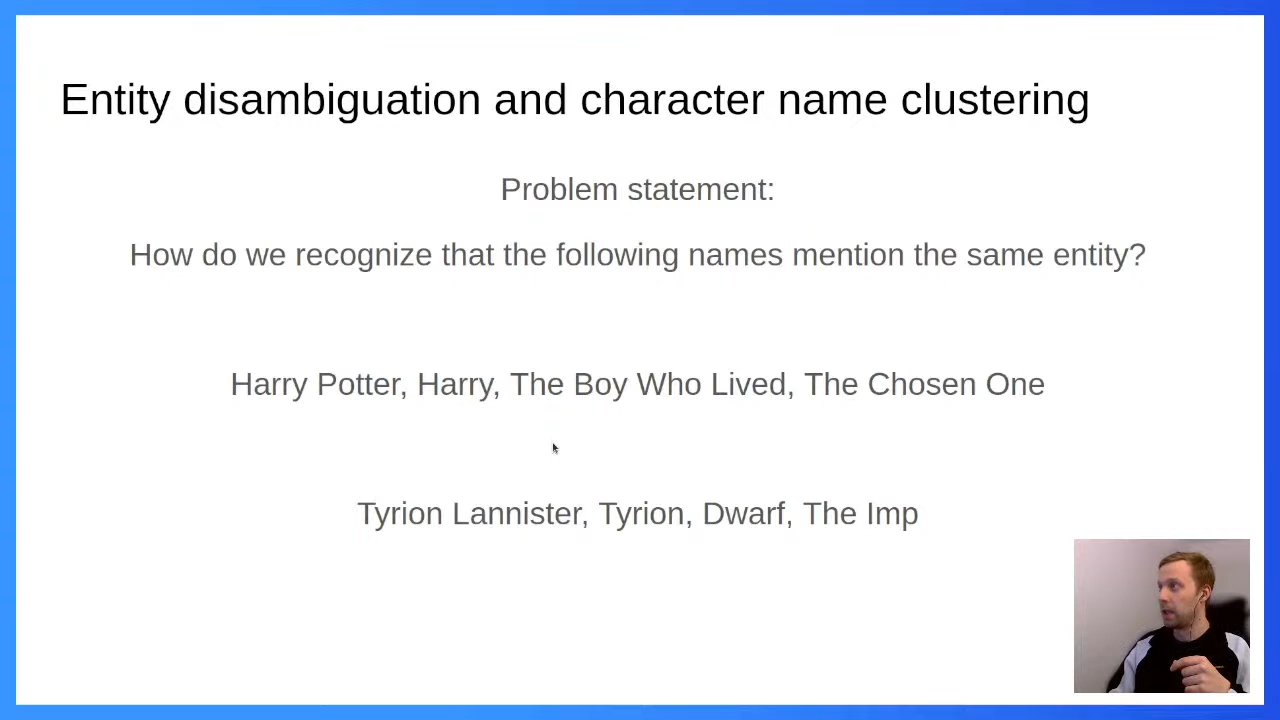 Entity disambiguation and character name clustering
Problem statement:
How do we recognize that the following names mention the same entity?
Harry Potter, Harry, The Boy Who Lived, The Chosen One
Tyrion Lannister, Tyrion, Dwarf, The Imp